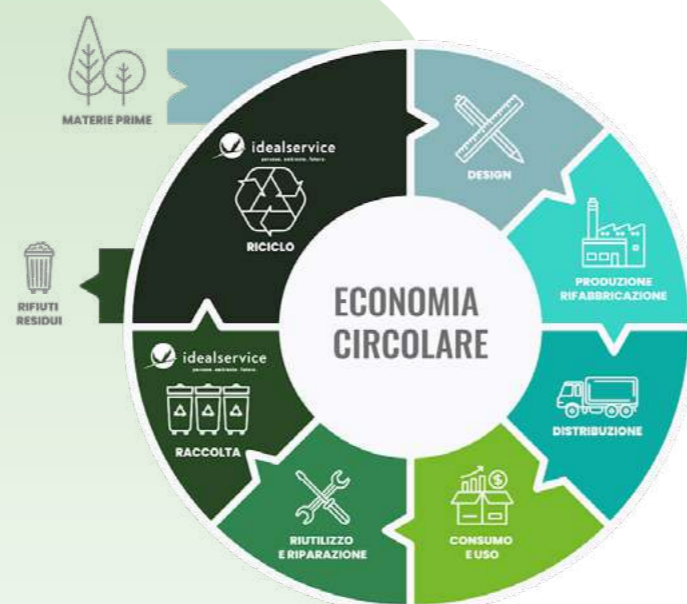 MATERIE PRIME
idealservice
persone. ambiente. futuro.
RICICLO
DESIGN
PRODUZIONE
RIFABBRICAZIONE
RIFIUTI
RESIDUI
ECONOMIA
CIRCOLARE
idealservice
persone. ambiente. futuro.
RACCOLTA
DISTRIBUZIONE
RIUTILIZZO
E RIPARAZIONE
CONSUMO
E USO